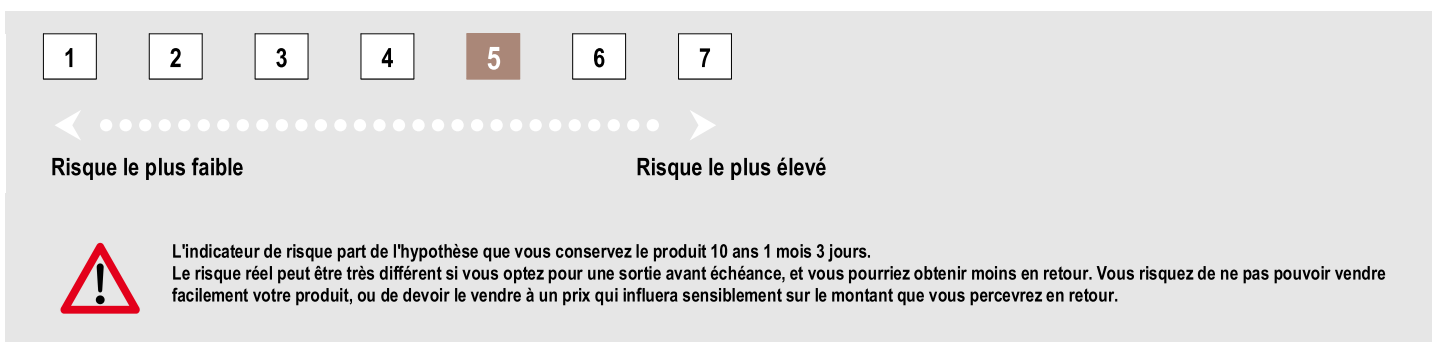 1 2 3 4 5 6 7
Risque le plus faible Risque le plus élevé
L'indicateur de risque part de l'hypothèse que vous conservez le produit 10 ans 1 mois 3 jours.
Le risque réel peut être très différent si vous optez pour une sortie avant échéance, et vous pourriez obtenir moins en retour. Vous risquez de ne pas pouvoir vendre
facilement votre produit, ou de devoir le vendre à un prix qui influera sensiblement sur le montant que vous percevrez en retour.